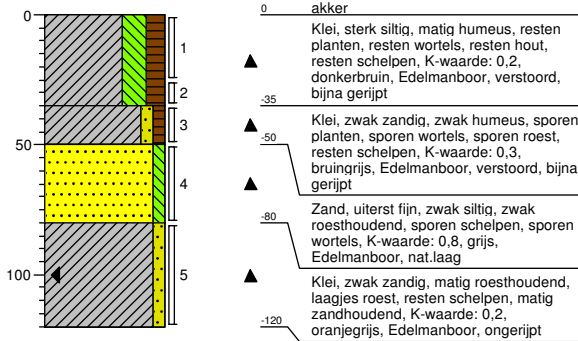 0
50
100
1
2
3
4
5
0
akker
Klei, sterk siltig, matig humeus, resten
planten, resten wortels, resten hout,
resten schelpen, K-waarde: 0,2,
donkerbruin, Edelmanboor, verstoord,
bijna gerijpt
-35
Klei, zwak zandig, zwak humeus, sporen
planten, sporen wortels, sporen roest,
resten schelpen, K-waarde: 0,3,
bruingrijs, Edelmanboor, verstoord, bijna
gerijpt
-50
Zand, uiterst fijn, zwak siltig, zwak
roesthoudend, sporen schelpen, sporen
wortels, K-waarde: 0,8, grijs,
Edelmanboor, nat.laag
-80
Klei, zwak zandig, matig roesthoudend,
laagjes roest, resten schelpen, matig
zandhoudend, K-waarde: 0,2,
oranjegrijs, Edelmanboor, ongerijpt
-120